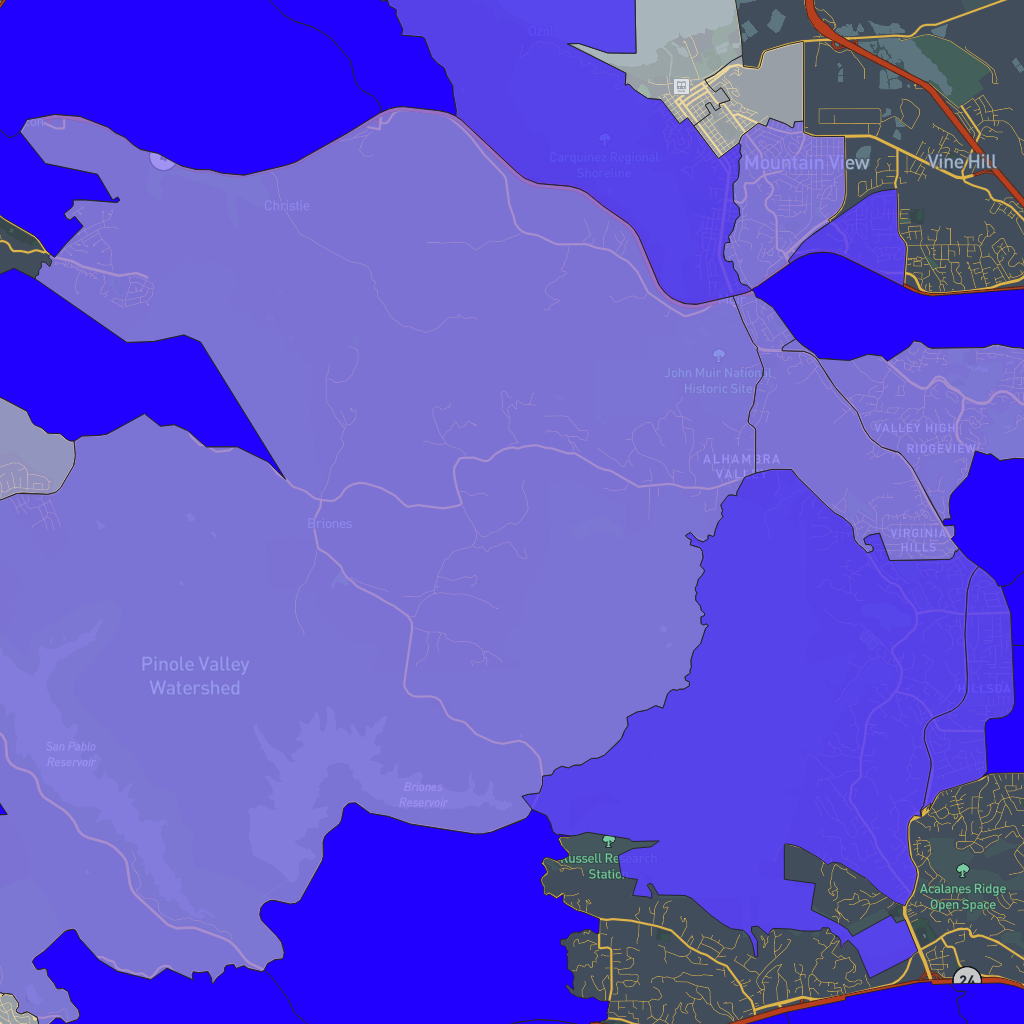 Mountain View
Vine Hill
Carquinez Regional
Shoreline
Christie
John Muir National
Historic Site
VALLEY HIGH
RIDGEVIEW
ALHAMBRA
VALLEY
Briones
VIRGINIA
HILLS
Pinole Valley
Watershed
HILLSDA
San Pablo
Reservoir
Briones
Reservoir
Russell Research
Station
Acalanes Ridge
Open Space
24